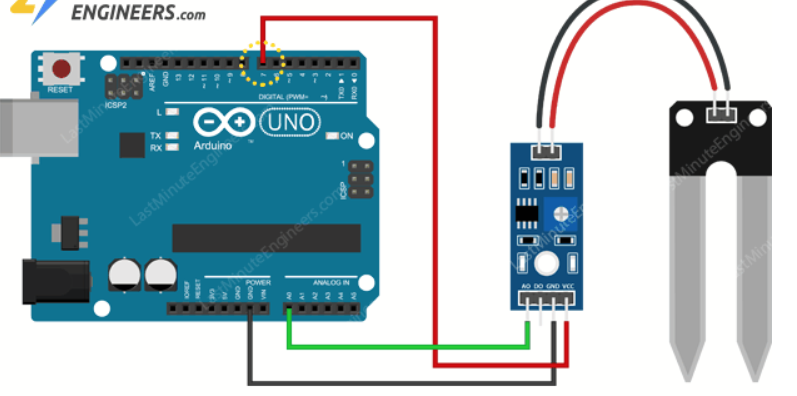 ENGINEERS.com
RESET
ICSP2
AREF
GND
13
12
~11
~10
~9
7
~5
4
~3
2
TX0 ▶ 1
RX0 ◀ 0
DIGITAL (PWM~
L
TX
RX
Arduino
™
UNO
ON
1
ICSP
POWER
ANALOG IN
IOREF
RESET
3V3
5V
GND
GND
VIN
A0
A1
A2
A3
A4
A5
AO DO GND VCC
LastMinuteEngineers.com